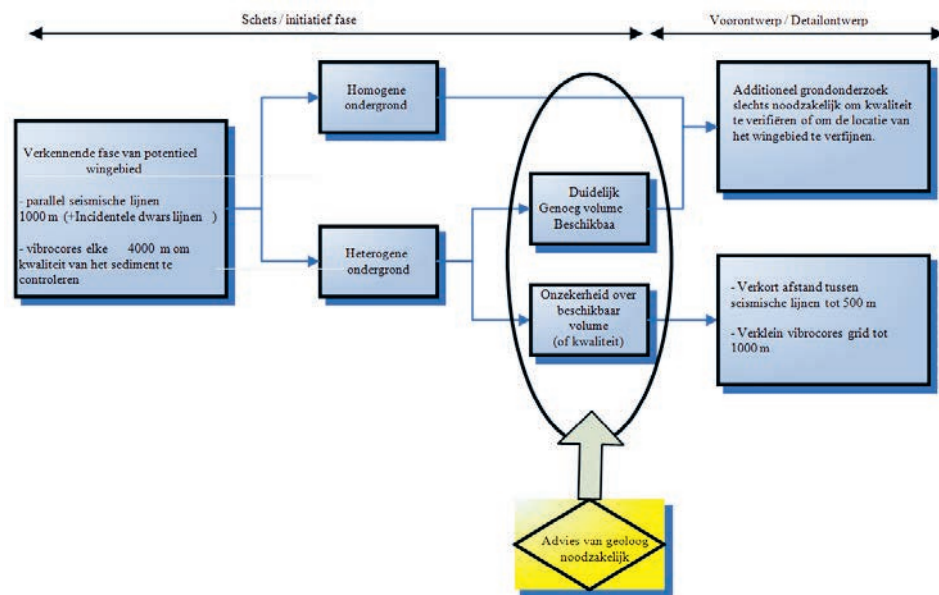 Schets / initiatief fase
Voorontwerp / Detailontwerp
Verkennende fase van potentieel
wingebied
- parallel seismische lijnen
1000 m (+Incidentele dwars lijnen )
- vibrocores elke 4000 m om
kwaliteit van het sediment te
controleren
Homogene
ondergrond
Heterogene
ondergrond
Duidelijk
Genoeg volume
Beschikbaa
Onzekerheid over
beschikbaar
volume
(of kwaliteit)
Additioneel grondonderzoek
slechts noodzakelijk om kwaliteit
te verifiëren of om de locatie van
het wingebied te verfijnen.
- Verkort afstand tussen
seismische lijnen tot 500 m
- Verklein vibrocores grid tot
1000 m
Advies van geoloog
noodzakelijk